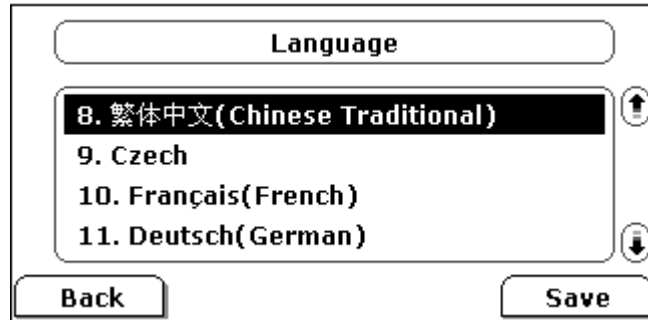 Language
8. 繁体中文(Chinese Traditional)
9. Czech
10. Français(French)
11. Deutsch(German)
Back
Save